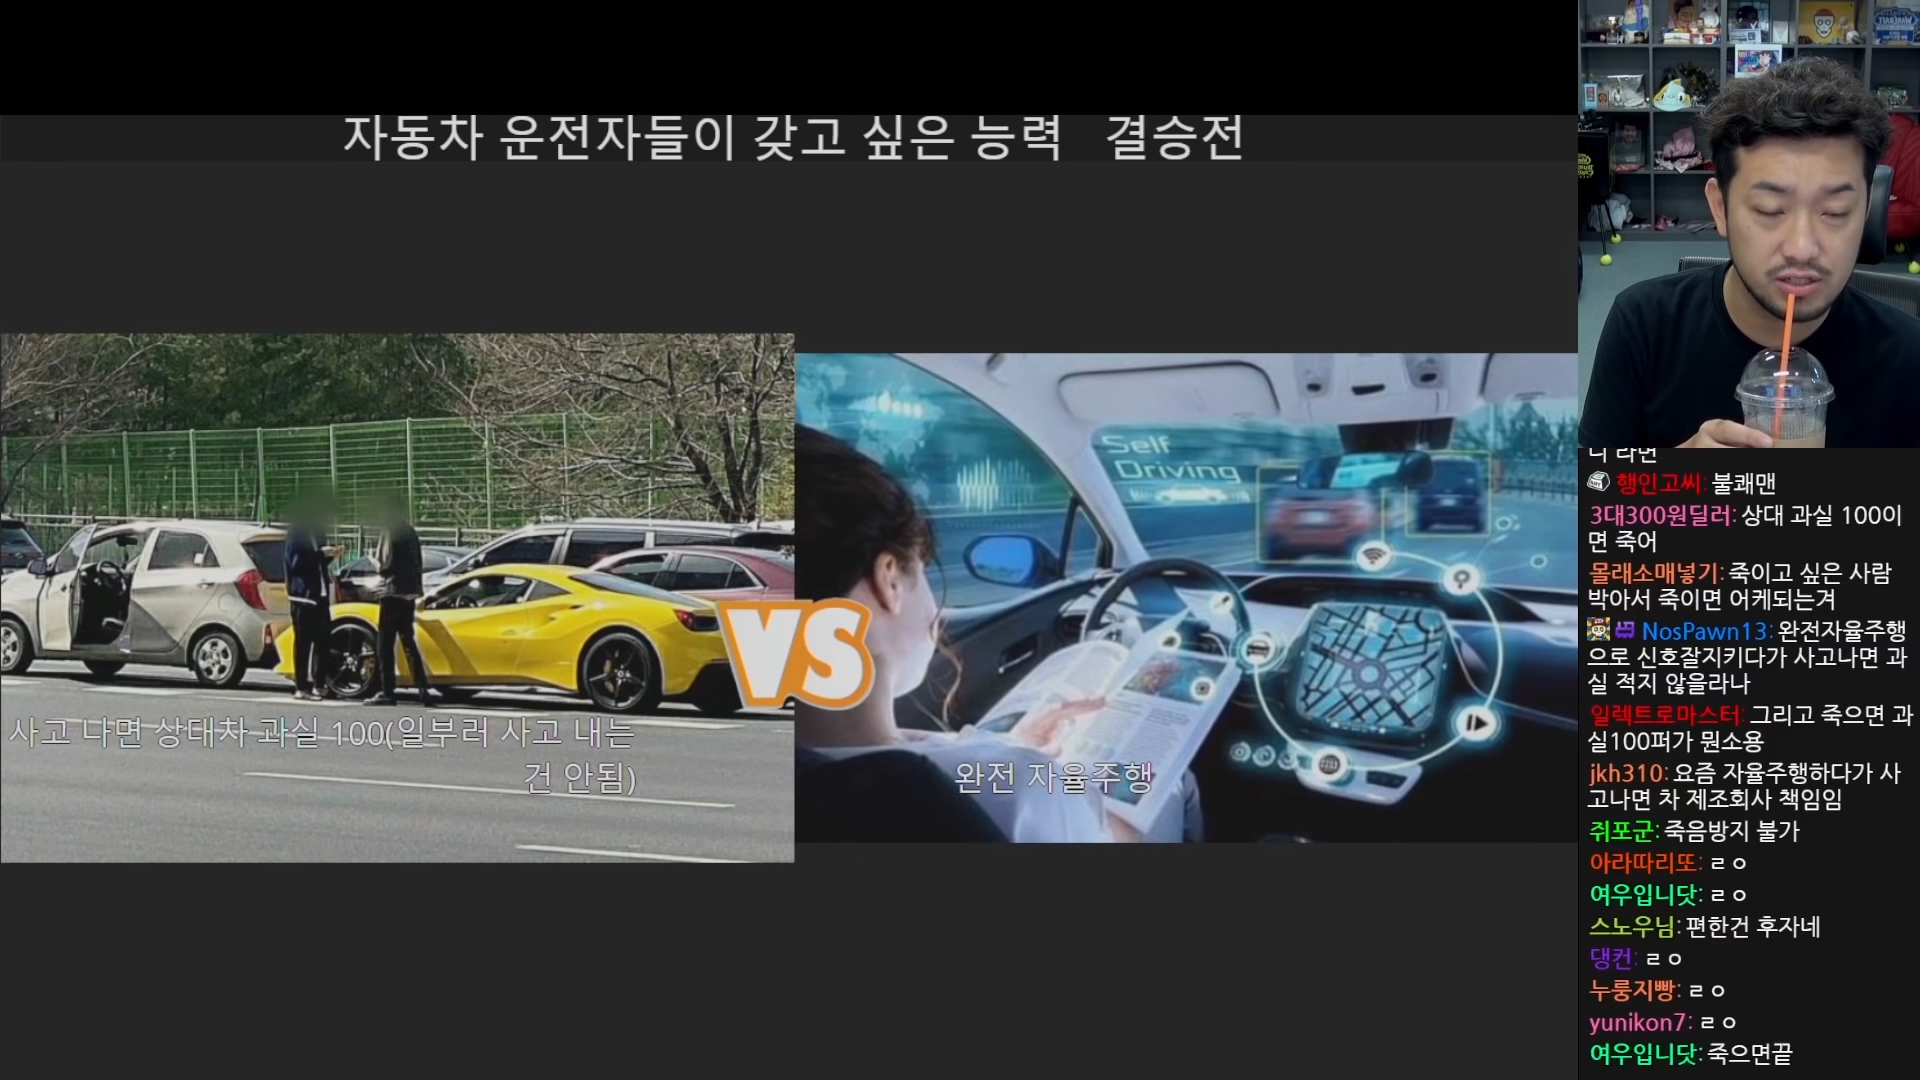 자동차 운전자들이 갖고 싶은 능력 결승전
Self
Driving
VS
사고 나면 상대차 과실 100(일부러 사고 내는
건 안됨)
완전 자율주행
니 라면
행인고씨: 불쾌맨
3대300원딜러: 상대 과실 100이
면 죽어
몰래소매넣기: 죽이고 싶은 사람
박아서 죽이면 어케되는겨
NosPawn13: 완전자율주행
으로 신호잘지키다가 사고나면 과
실 적지 않을라나
일렉트로마스터: 그리고 죽으면 과
실100퍼가 뭔소용
jkh310: 요즘 자율주행하다가 사
고나면 차 제조회사 책임임
쥐포군: 죽음방지 불가
아라따리또: ㄹㅇ
여우입니닷: ㄹㅇ
스노우님: 편한건 후자네
댕컨: ㄹㅇ
누룽지빵: ㄹㅇ
yunikon7: ㄹㅇ
여우입니닷: 죽으면끝